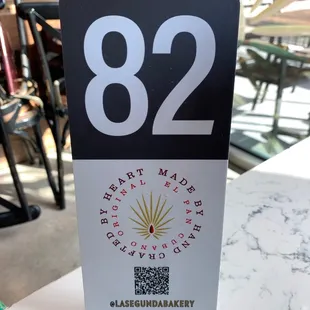 82
MADE BY HAND CRAFTED BY HEART
ORIGINAL EL PAN CUBANO
@LASEGUNDABAKERY